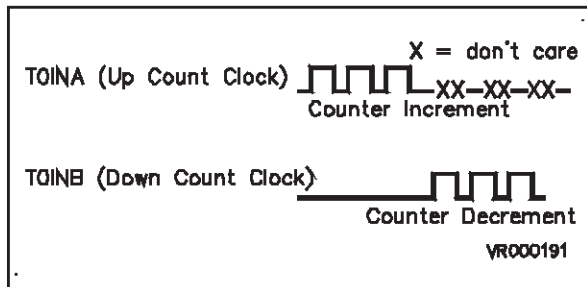 X = don't care
TOINA (Up Count Clock)
XX-XX-XX-
Counter Increment
TOINB (Down Count Clock)
Counter Decrement
VR000191